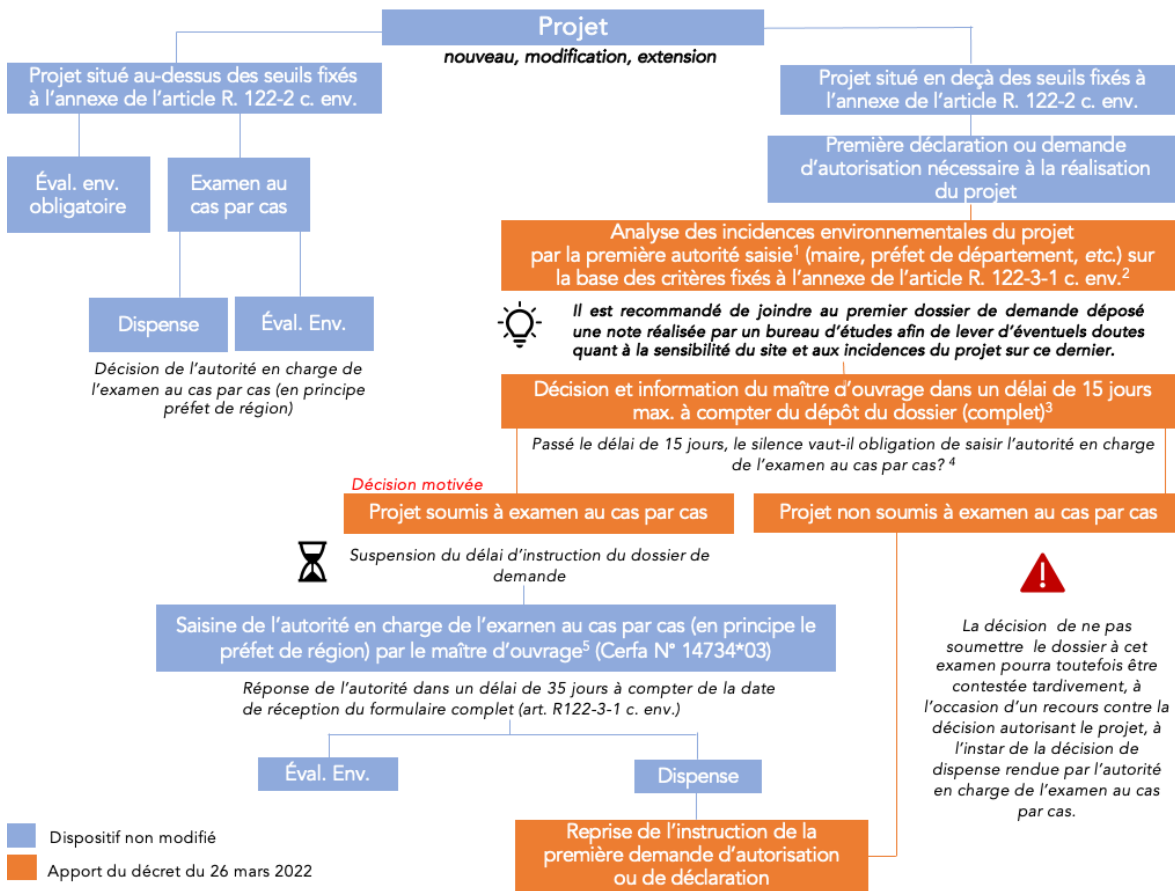 Projet
nouveau, modification, extension
Projet situé au-dessus des seuils fixés
à l'annexe de l'article R. 122-2 c. env.
Éval. env.
obligatoire
Examen au
cas par cas
Dispense
Éval. Env.
Décision de l'autorité en charge de
l'examen au cas par cas (en principe
préfet de région)
Projet situé en deçà des seuils fixés à
l'annexe de l'article R. 122-2 c. env.
Première déclaration ou demande
d'autorisation nécessaire à la réalisation
du projet
Analyse des incidences environnementales du projet
par la première autorité saisie¹ (maire, préfet de département, etc.) sur
la base des critères fixés à l'annexe de l'article R. 122-3-1 c. env.²
Il est recommandé de joindre au premier dossier de demande déposé
une note réalisée par un bureau d'études afin de lever d'éventuels doutes
quant à la sensibilité du site et aux incidences du projet sur ce dernier.
Décision et information du maître d'ouvrage dans un délai de 15 jours
max. à compter du dépôt du dossier (complet)³
Passé le délai de 15 jours, le silence vaut-il obligation de saisir l'autorité en charge
de l'examen au cas par cas? ⁴
Décision motivée
Projet soumis à examen au cas par cas
Projet non soumis à examen au cas par cas
Suspension du délai d'instruction du dossier de
demande
Saisine de l'autorité en charge de l'exarnen au cas par cas (en principe le
préfet de région) par le maître d'ouvrage⁵ (Cerfa N° 14734*03)
Réponse de l'autorité dans un délai de 35 jours à compter de la date
de réception du formulaire complet (art. R122-3-1 c. env.)
Éval. Env.
Dispense
Reprise de l'instruction de la
première demande d'autorisation
ou de déclaration
La décision de ne pas
soumettre le dossier à cet
examen pourra toutefois être
contestée tardivement, à
l'occasion d'un recours contre la
décision autorisant le projet, à
l'instar de la décision de
dispense rendue par l'autorité
en charge de l'examen au cas
par cas.
Dispositif non modifié
Apport du décret du 26 mars 2022